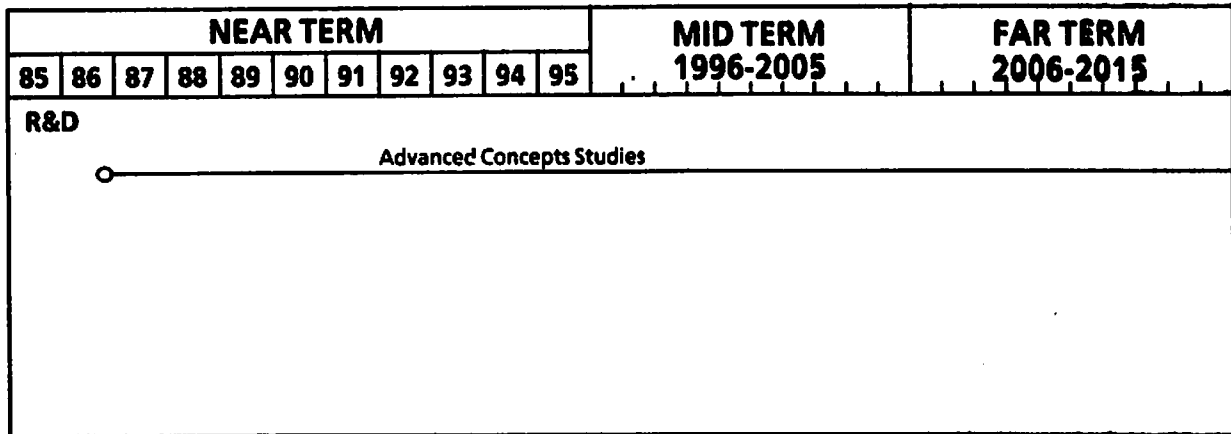 NEAR TERM
MID TERM
1996-2005
FAR TERM
2006-2015
85 86 87 88 89 90 91 92 93 94 95
R&D
Advanced Concepts Studies